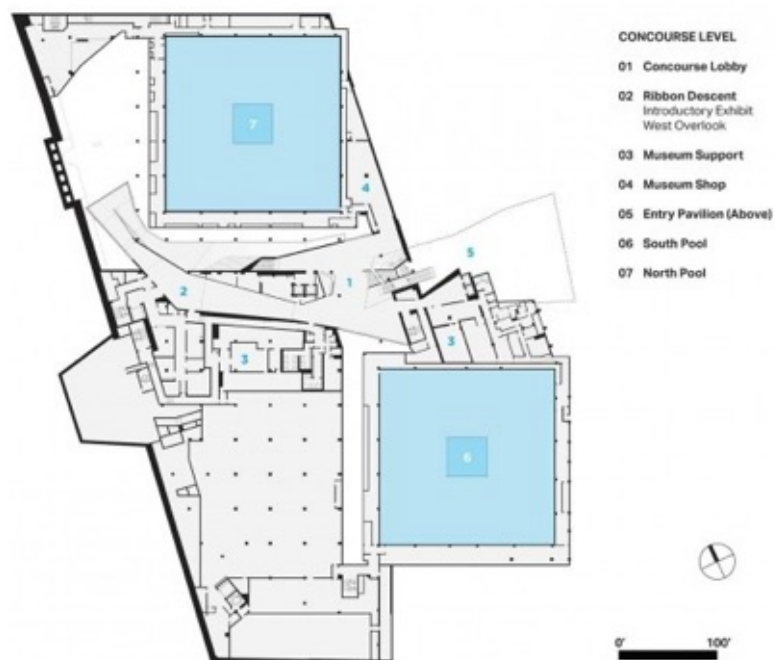 CONCOURSE LEVEL
01 Concourse Lobby
02 Ribbon Descent
Introductory Exhibit
West Overlook
03 Museum Support
04 Museum Shop
05 Entry Pavilion (Above)
06 South Pool
07 North Pool
7
4
5
1
2
3
3
6
0' 100'